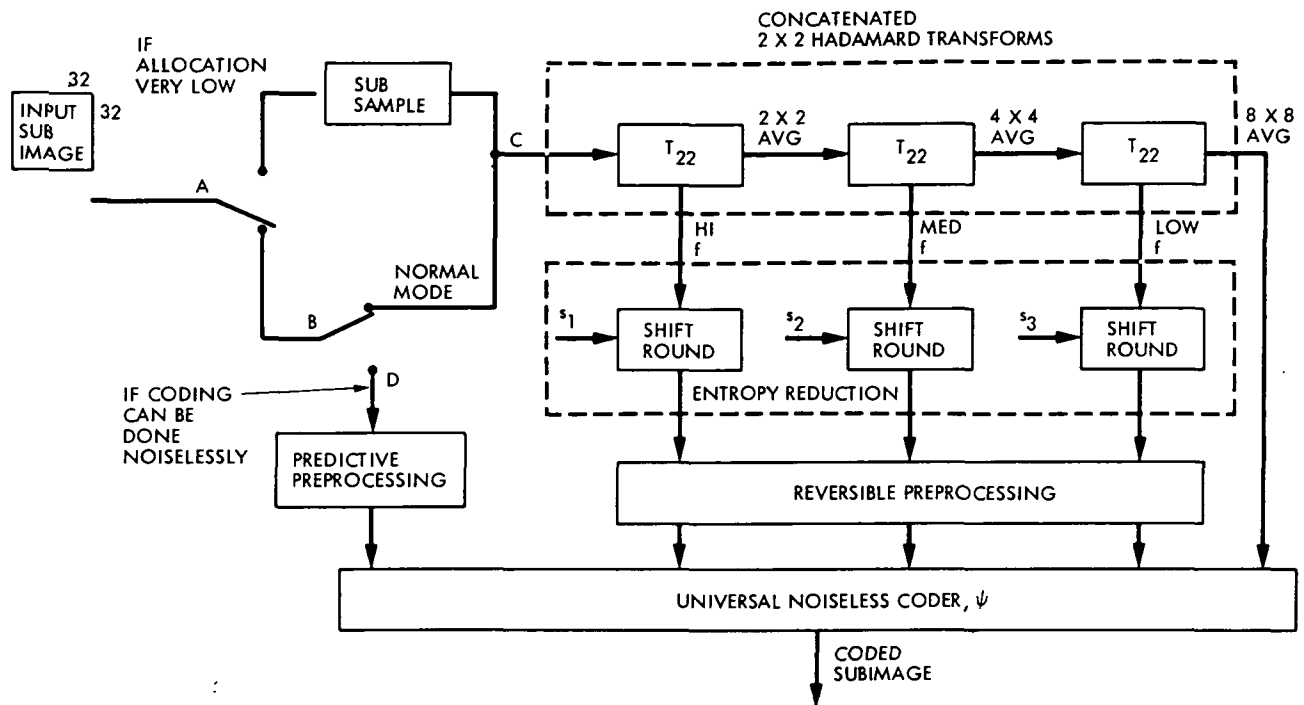 CONCATENATED
2 X 2 HADAMARD TRANSFORMS
IF
ALLOCATION
VERY LOW
32
INPUT
SUB
IMAGE
32
SUB
SAMPLE
C
T22
2 X 2
AVG
T22
4 X 4
AVG
T22
8 X 8
AVG
A
HI
f
MED
f
LOW
f
NORMAL
MODE
B
s1
SHIFT
ROUND
s2
SHIFT
ROUND
s3
SHIFT
ROUND
ENTROPY REDUCTION
D
IF CODING
CAN BE
DONE
NOISELESSLY
PREDICTIVE
PREPROCESSING
REVERSIBLE PREPROCESSING
UNIVERSAL NOISELESS CODER, ψ
CODED
SUBIMAGE